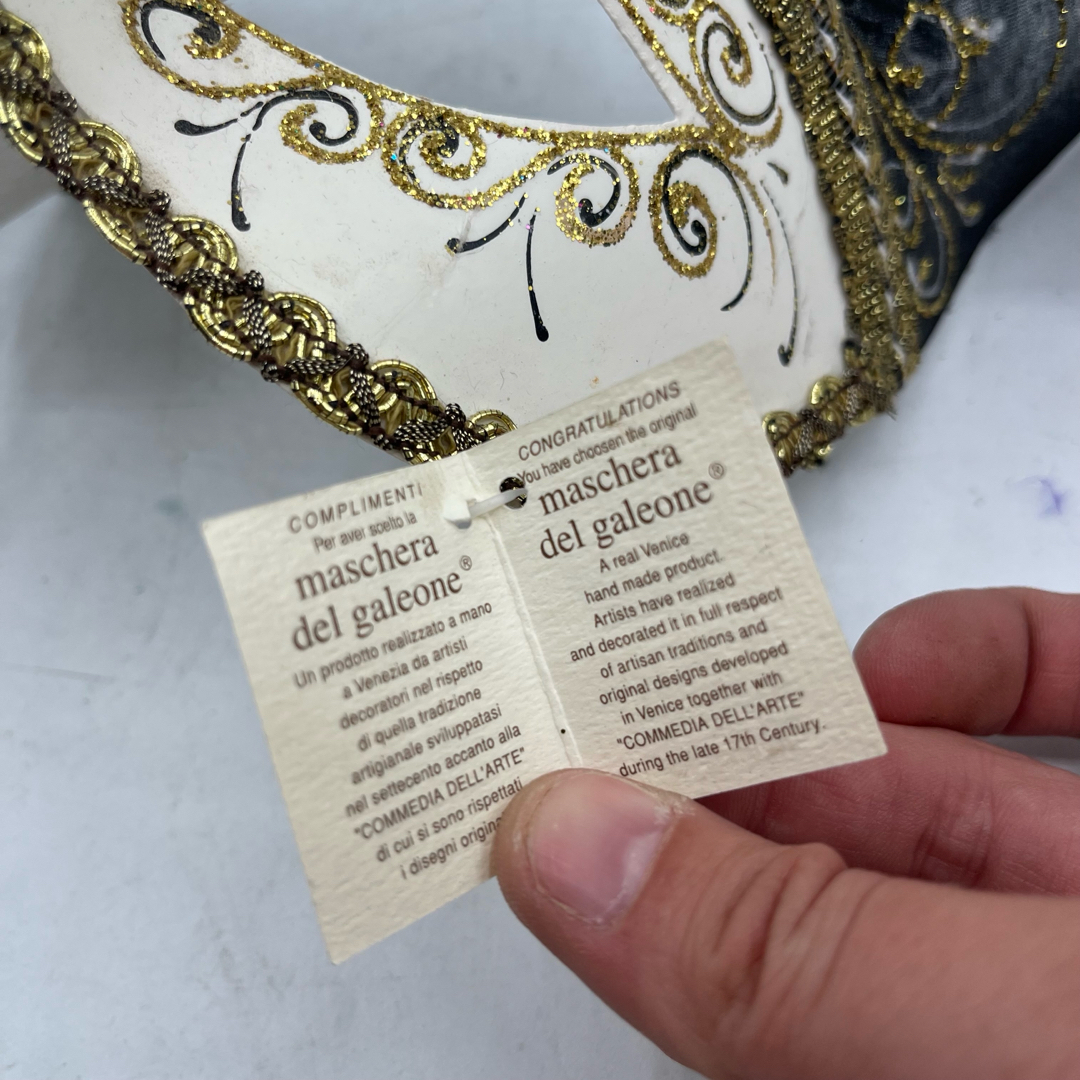 COMPLIMENTI
Per aver scelto la
maschera
del galeone®
Un prodotto realizzato a mano
a Venezia da artisti
decoratori nel rispetto
di quella tradizione
artigianale sviluppatasi
nel settecento accanto alla
"COMMEDIA DELL'ARTE"
di cui si sono rispettati
i disegni
CONGRATULATIONS
You have choosen the original
maschera
del galeone®
A real Venice
hand made product.
Artists have realized
and decorated it in full respect
of artisan traditions and
original designs developed
in Venice together with
"COMMEDIA DELL'ARTE"
during the late 17th Century.